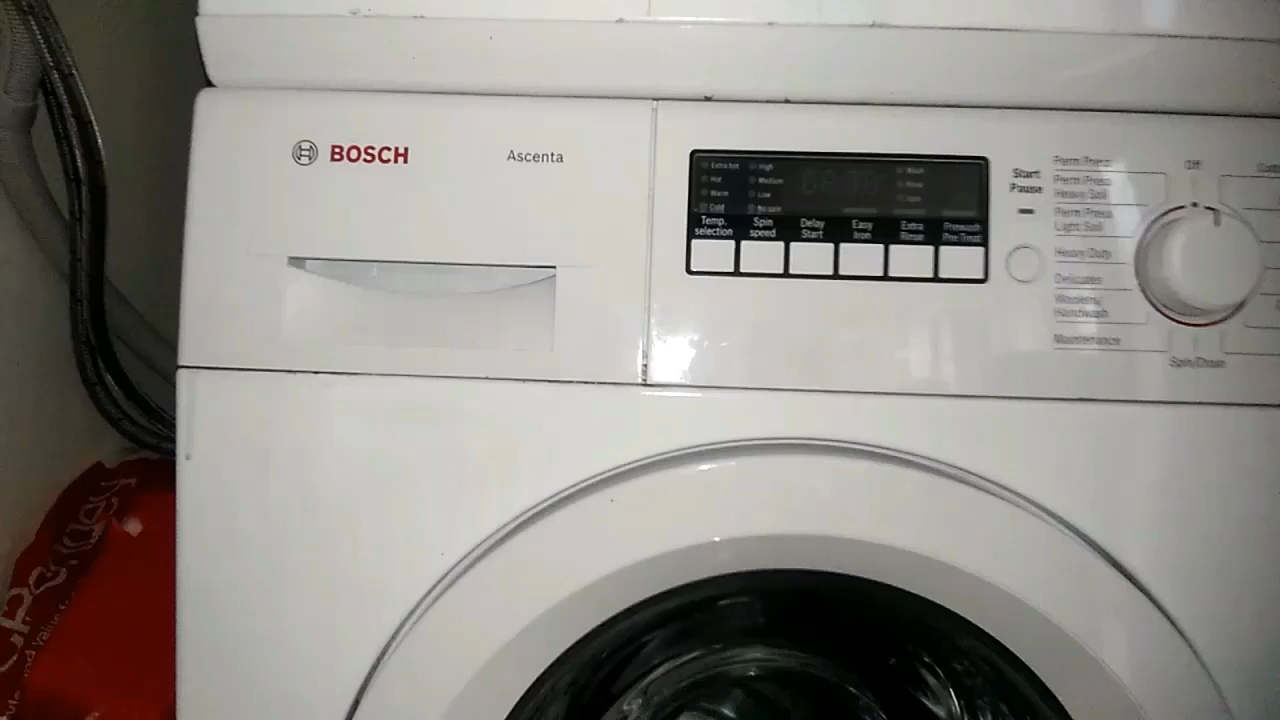 BOSCH
Ascenta
Extra hot
Hot
Warm
Cold
High
Medium
Low
No spin
Temp. selection
Spin speed
Delay Start
Easy Iron
Extra Rinse
Prewash
Start
Pause
Perm/Press
Perm/Press
Heavy Soil
Perm/Press
Light Soil
Heavy Duty
Delicates
Woolens/
Handwash
Maintenance
Off
Spin/Drain
and Value